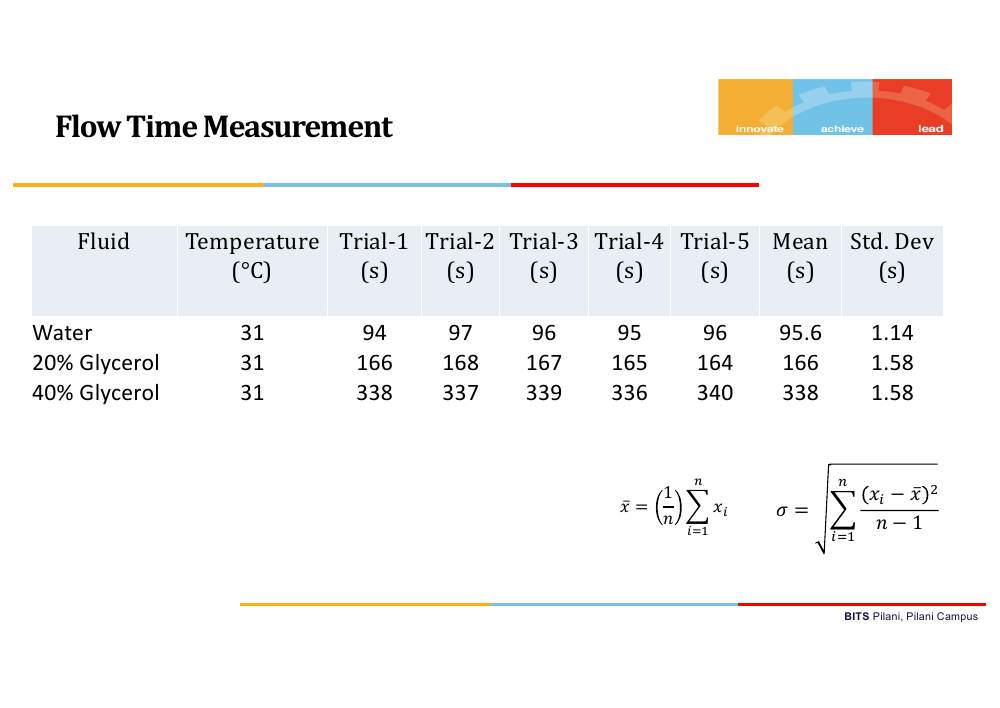 innovate achieve lead
Flow Time Measurement
Fluid Temperature (°C) Trial-1 (s) Trial-2 (s) Trial-3 (s) Trial-4 (s) Trial-5 (s) Mean (s) Std. Dev (s)
Water 31 94 97 96 95 96 95.6 1.14
20% Glycerol 31 166 168 167 165 164 166 1.58
40% Glycerol 31 338 337 339 336 340 338 1.58
x̄ = (1/n) ∑_{i=1}^{n} x_i σ = √(∑_{i=1}^{n} (x_i − x̄)²/(n − 1))
BITS Pilani, Pilani Campus